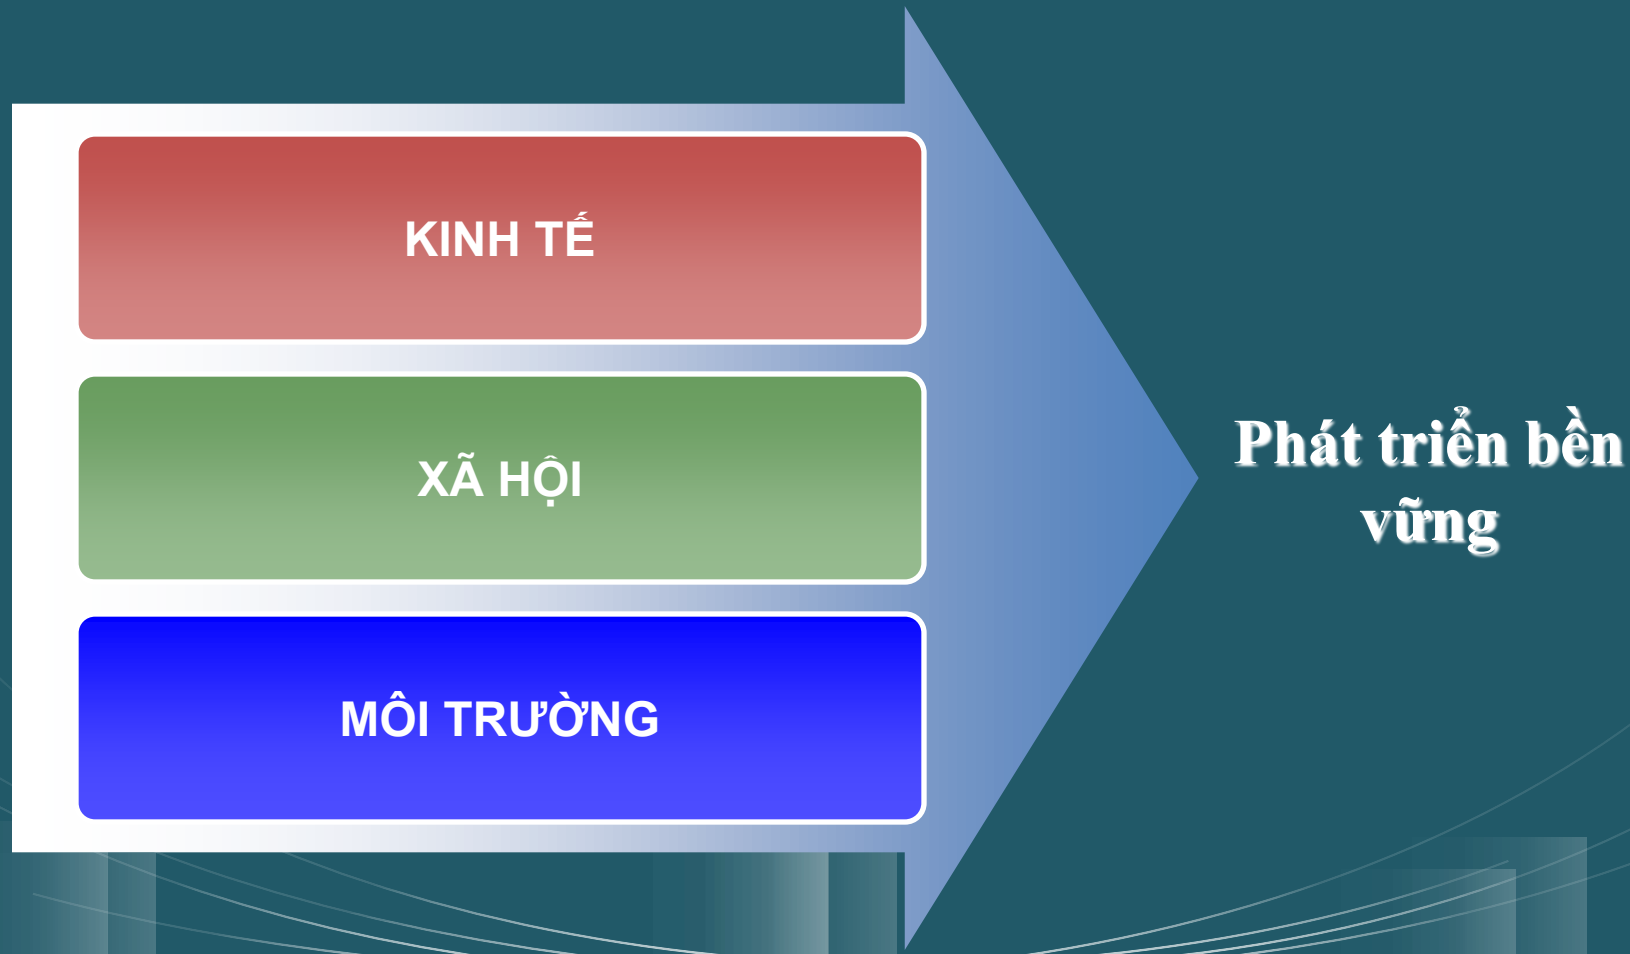 KINH TẾ
XÃ HỘI
MÔI TRƯỜNG
Phát triển bền
vững